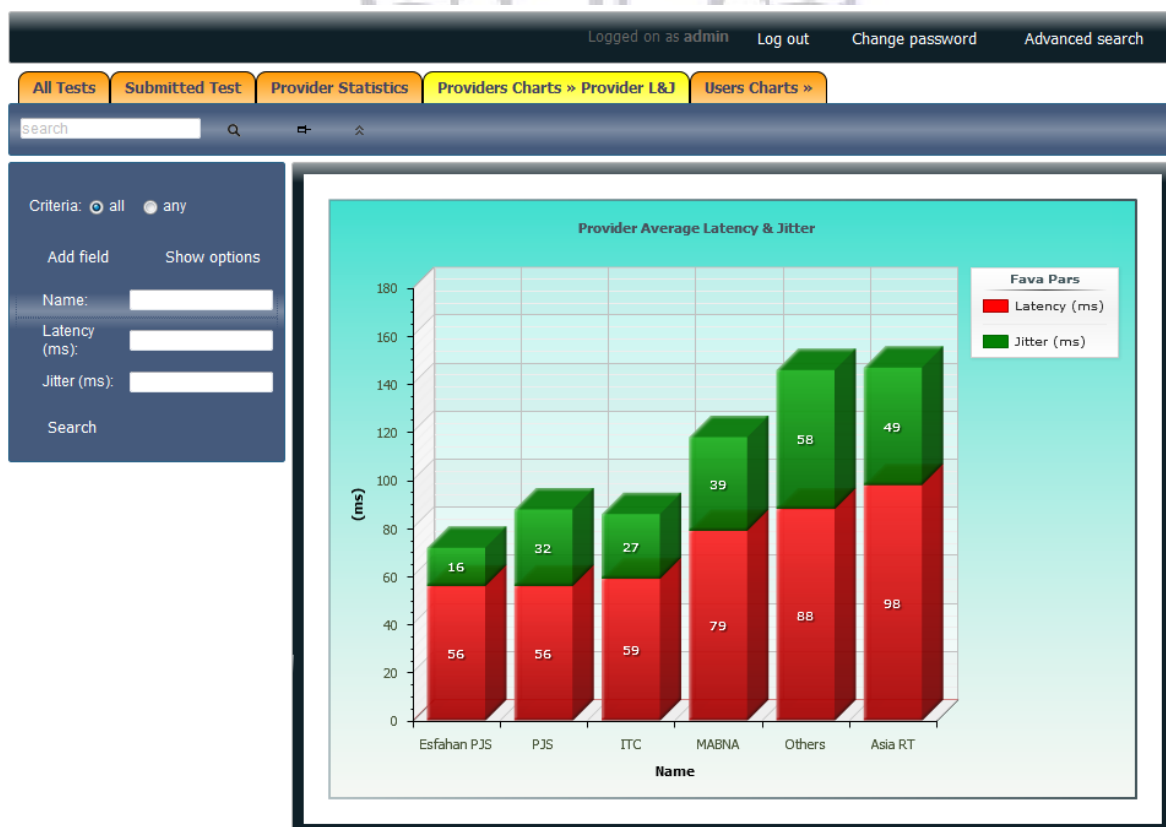 Logged on as admin Log out Change password Advanced search
All Tests Submitted Test Provider Statistics Providers Charts » Provider L&J Users Charts »
search
Criteria: all any
Add field Show options
Name:
Latency
(ms):
Jitter (ms):
Search
Provider Average Latency & Jitter
Fava Pars
Latency (ms)
Jitter (ms)
(ms)
180
160
140
120
100
80
60
40
20
0
16 32 27 39 58 49
56 56 59 79 88 98
Esfahan PJS PJS ITC MABNA Others Asia RT
Name